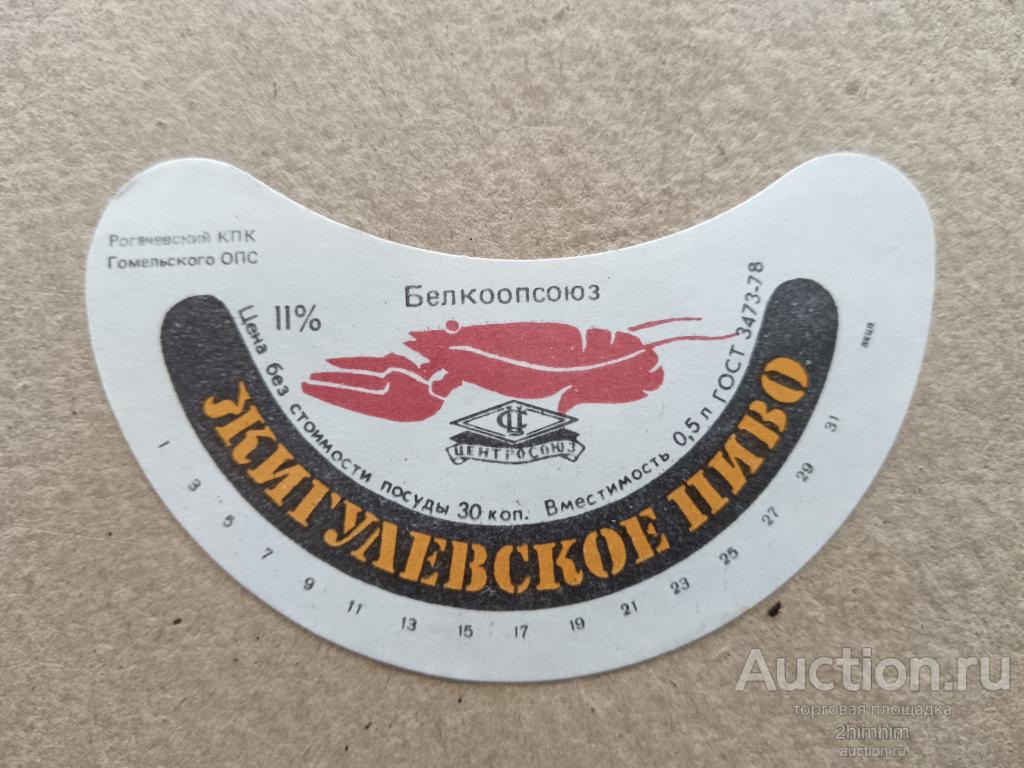 Рогачевский КПК
Гомельского ОПС
Белкоопсоюз
11%
ЦЕНТРОСОЮЗ
Цена без стоимости посуды 30 коп. Вместимость 0,5 л ГОСТ 3473-78
ЖИГУЛЕВСКОЕ ПИВО
1 3 5 7 9 11 13 15 17 19 21 23 25 27 29 31
Auction.ru
торговая площадка
2himhim
auction.ru